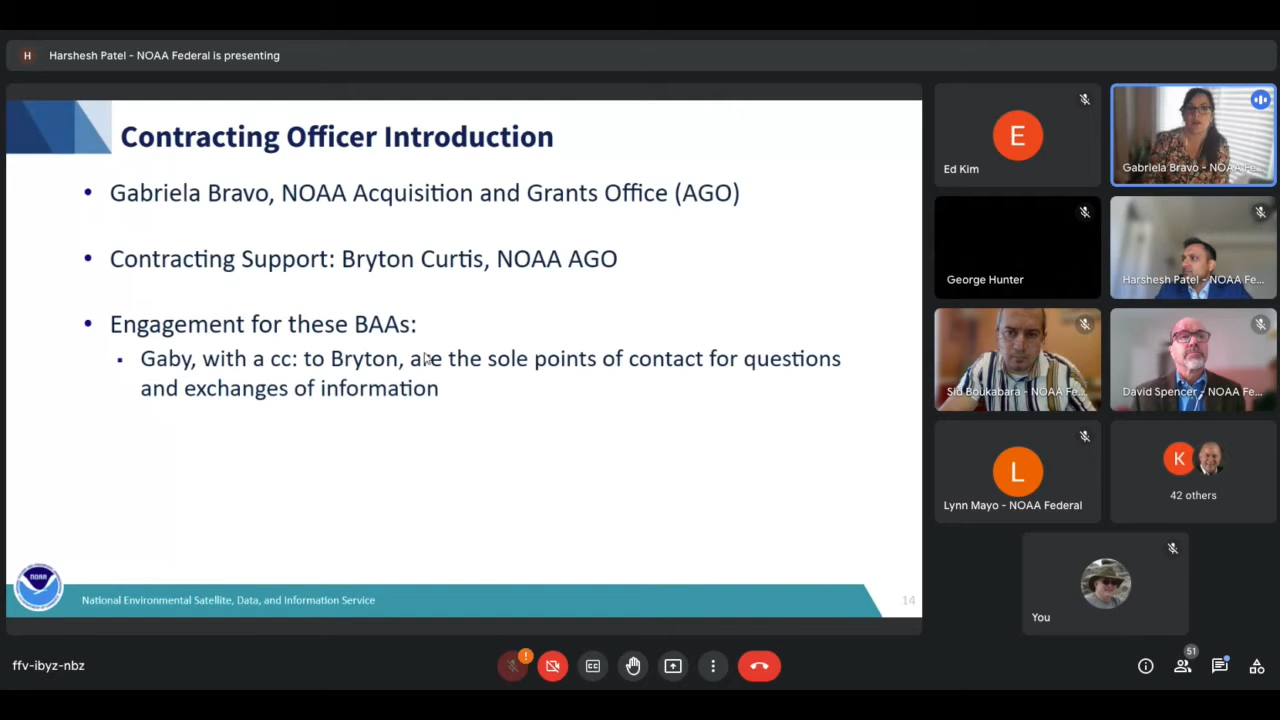 H Harshesh Patel - NOAA Federal is presenting
Contracting Officer Introduction
• Gabriela Bravo, NOAA Acquisition and Grants Office (AGO)
• Contracting Support: Bryton Curtis, NOAA AGO
• Engagement for these BAAs:
▪ Gaby, with a cc: to Bryton, are the sole points of contact for questions
and exchanges of information
NOAA
National Environmental Satellite, Data, and Information Service
14
E
Ed Kim
Gabriela Bravo - NOAA Fe...
George Hunter
Harshesh Patel - NOAA Fe...
Sid Boukabara - NOAA Fe...
David Spencer - NOAA Fe...
L
Lynn Mayo - NOAA Federal
K
42 others
You
ffv-ibyz-nbz
!
CC
51